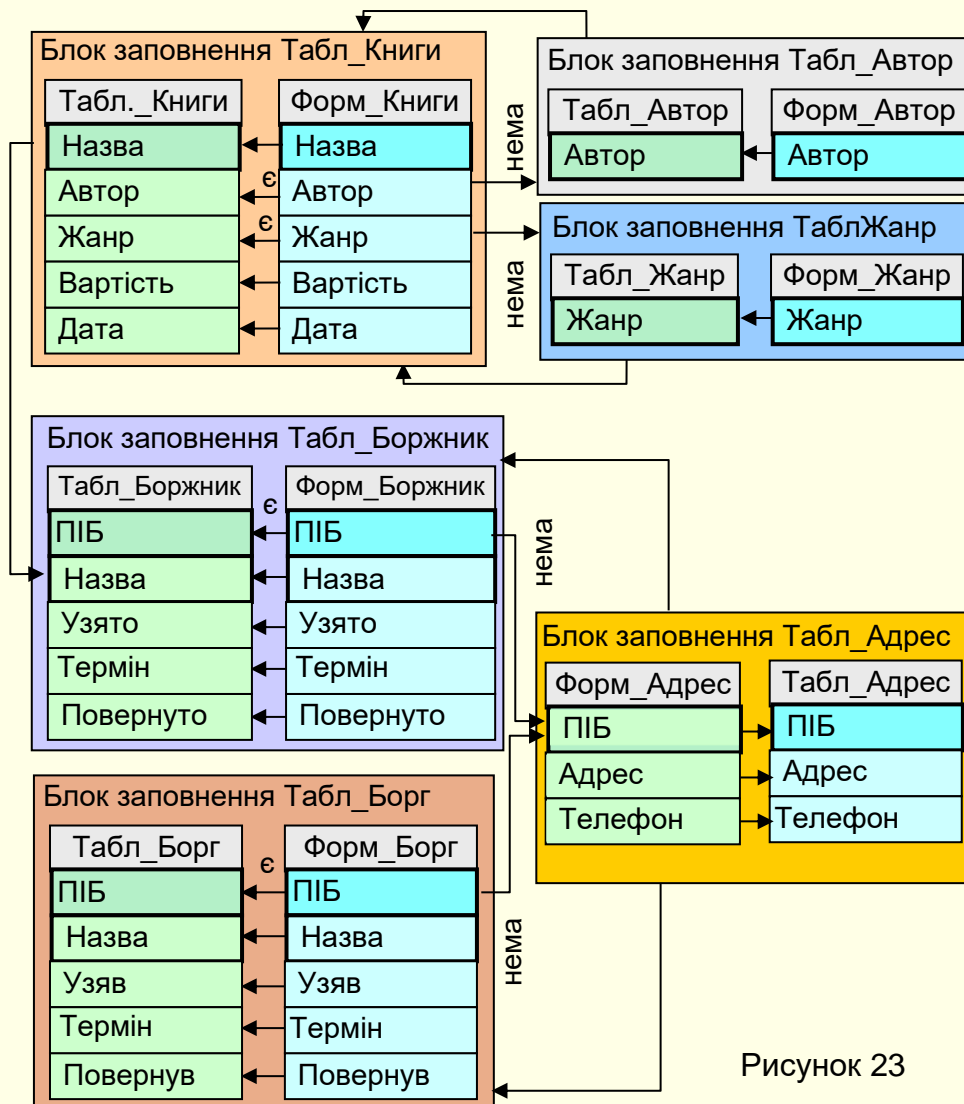 Блок заповнення Табл_Книги
Табл._Книги
Форм_Книги
Назва
Назва
Автор
є
Автор
Жанр
є
Жанр
Вартість
Вартість
Дата
Дата
нема
нема
Блок заповнення Табл_Автор
Табл_Автор
Форм_Автор
Автор
Автор
Блок заповнення ТаблЖанр
Табл_Жанр
Форм_Жанр
Жанр
Жанр
Блок заповнення Табл_Боржник
Табл_Боржник
Форм_Боржник
ПІБ
є
ПІБ
Назва
Назва
Узято
Узято
Термін
Термін
Повернуто
Повернуто
нема
Блок заповнення Табл_Адрес
Форм_Адрес
Табл_Адрес
ПІБ
ПІБ
Адрес
Адрес
Телефон
Телефон
Блок заповнення Табл_Борг
Табл_Борг
Форм_Борг
ПІБ
є
ПІБ
Назва
Назва
Узяв
Узяв
Термін
Термін
Повернув
Повернув
нема
Рисунок 23